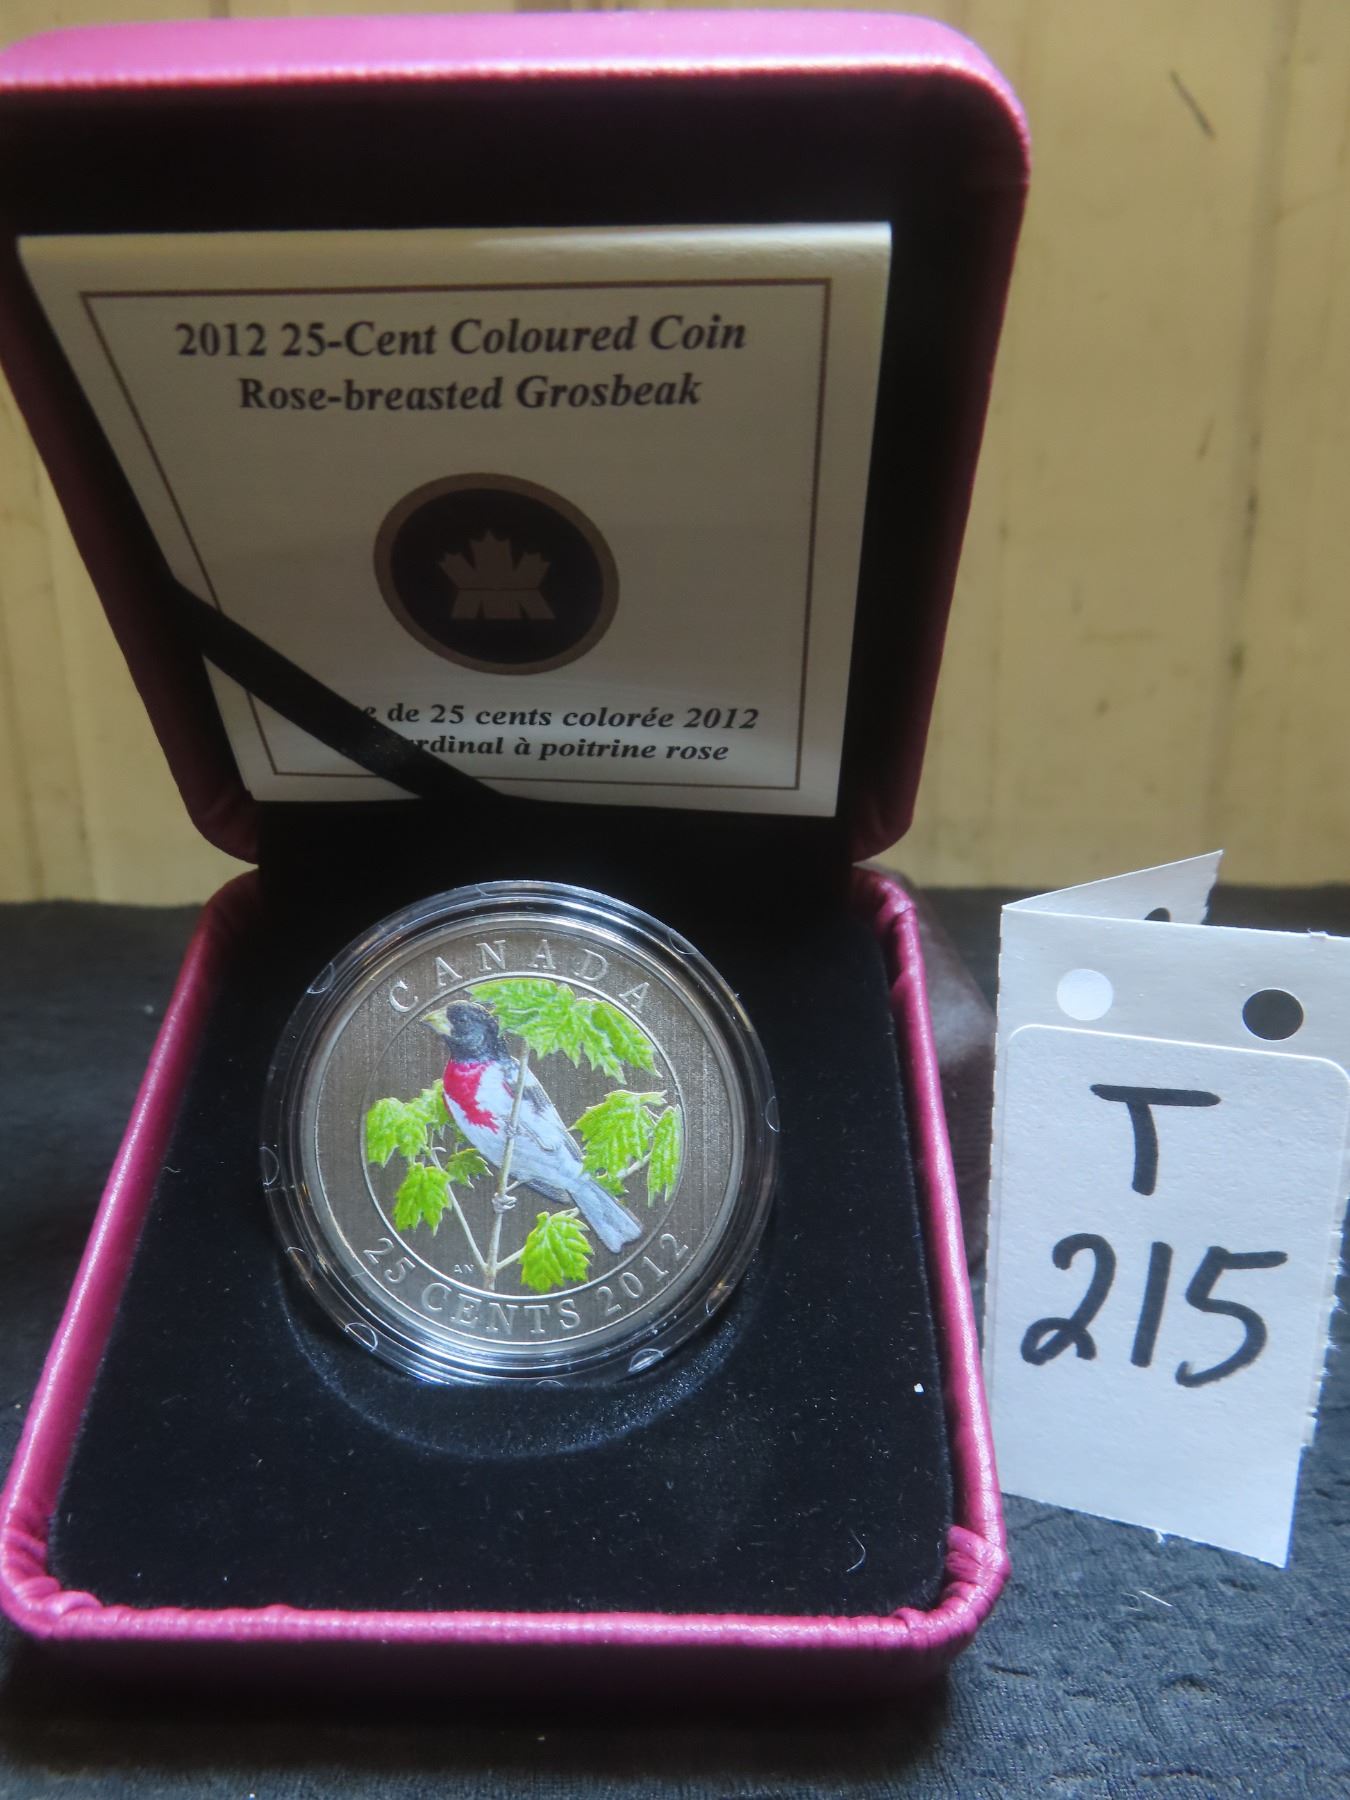 2012 25-Cent Coloured Coin
Rose-breasted Grosbeak
de 25 cents colorée 2012
à poitrine rose
CANADA
AN
25 CENTS 2012
T
215